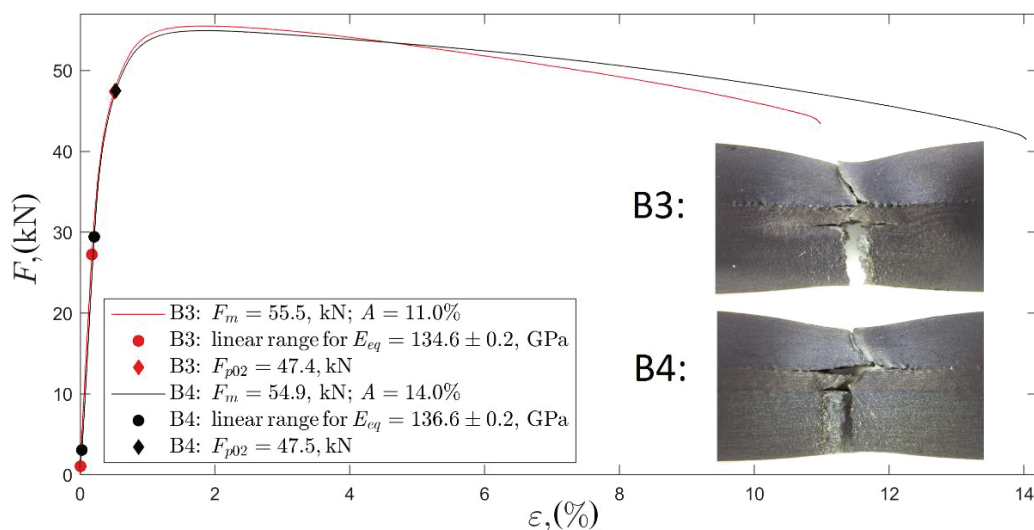 F,(kN)
50
40
30
20
10
0
0
2
4
6
8
10
12
14
ε,(%)
B3: F_m = 55.5, kN; A = 11.0%
B3: linear range for E_eq = 134.6 ± 0.2, GPa
B3: F_p02 = 47.4, kN
B4: F_m = 54.9, kN; A = 14.0%
B4: linear range for E_eq = 136.6 ± 0.2, GPa
B4: F_p02 = 47.5, kN
B3:
B4: